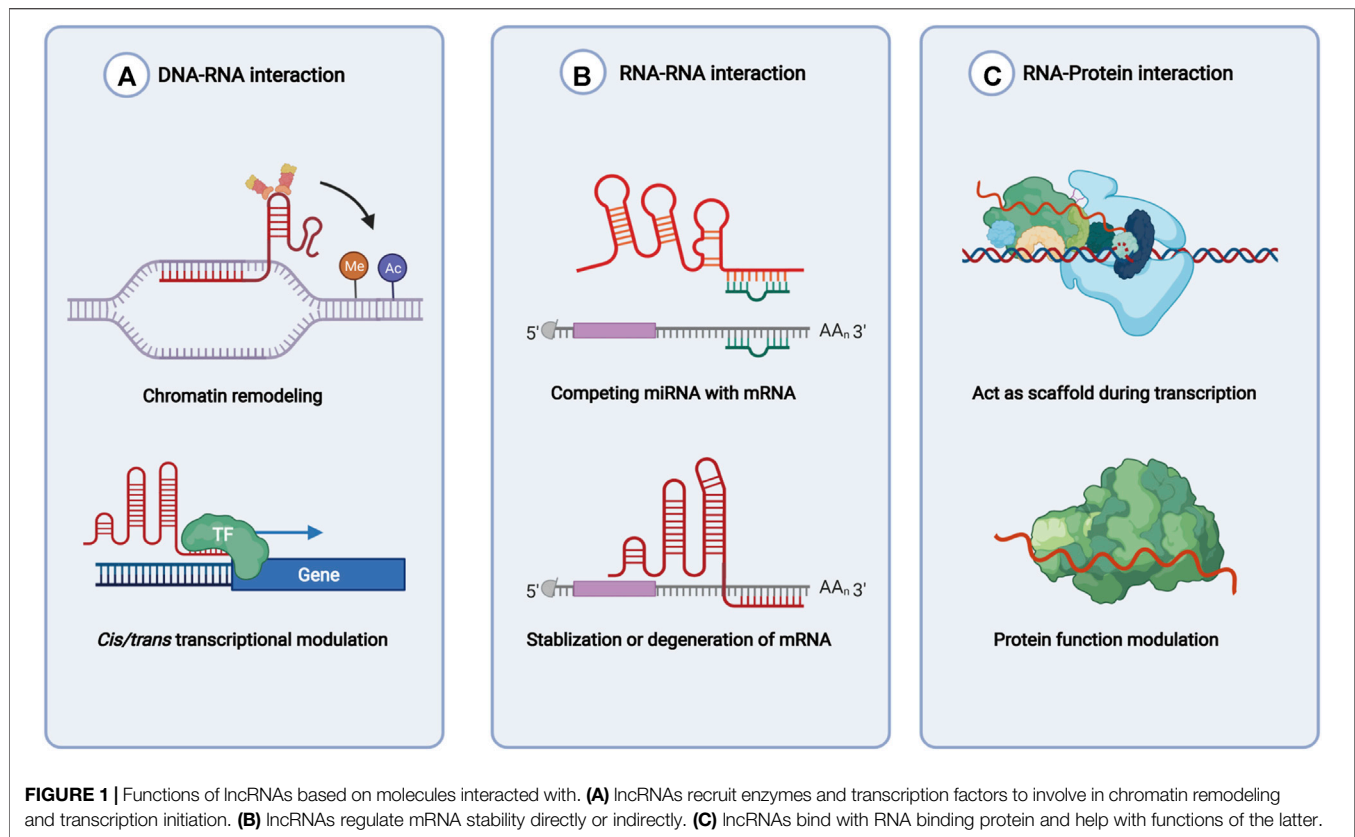 A DNA-RNA interaction
Me Ac
Chromatin remodeling
TF
Gene
Cis/trans transcriptional modulation
B RNA-RNA interaction
5' AAn 3'
Competing miRNA with mRNA
5' AAn 3'
Stablization or degeneration of mRNA
C RNA-Protein interaction
Act as scaffold during transcription
Protein function modulation
FIGURE 1 | Functions of lncRNAs based on molecules interacted with. (A) lncRNAs recruit enzymes and transcription factors to involve in chromatin remodeling
and transcription initiation. (B) lncRNAs regulate mRNA stability directly or indirectly. (C) lncRNAs bind with RNA binding protein and help with functions of the latter.